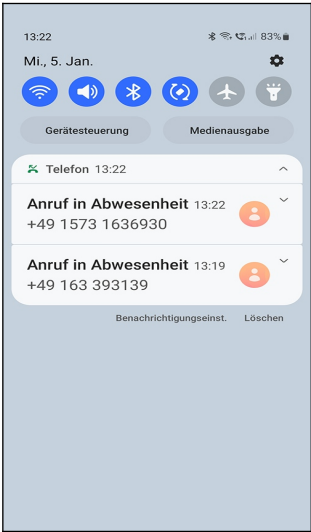 13:22 83%
Mi., 5. Jan.
Gerätesteuerung Medienausgabe
Telefon 13:22
Anruf in Abwesenheit 13:22
+49 1573 1636930
Anruf in Abwesenheit 13:19
+49 163 393139
Benachrichtigungseinst. Löschen